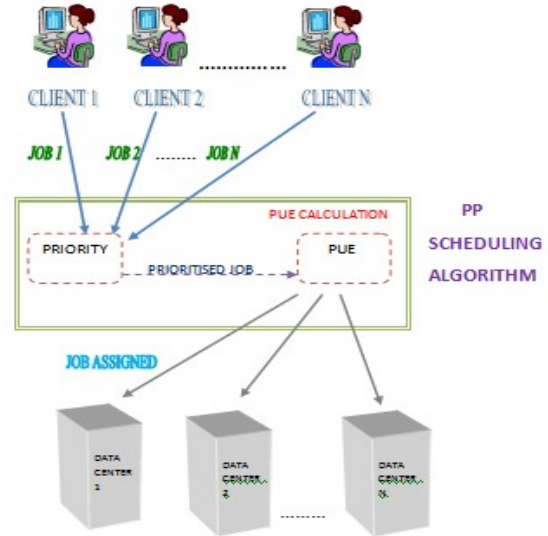 CLIENT 1 CLIENT 2 ............... CLIENT N
JOB 1 JOB 2 ........ JOB N
PUE CALCULATION
PRIORITY
PRIORITISED JOB
PUE
PP
SCHEDULING
ALGORITHM
JOB ASSIGNED
DATA
CENTER
1
DATA
CENTER
2
.........
DATA
CENTER
N